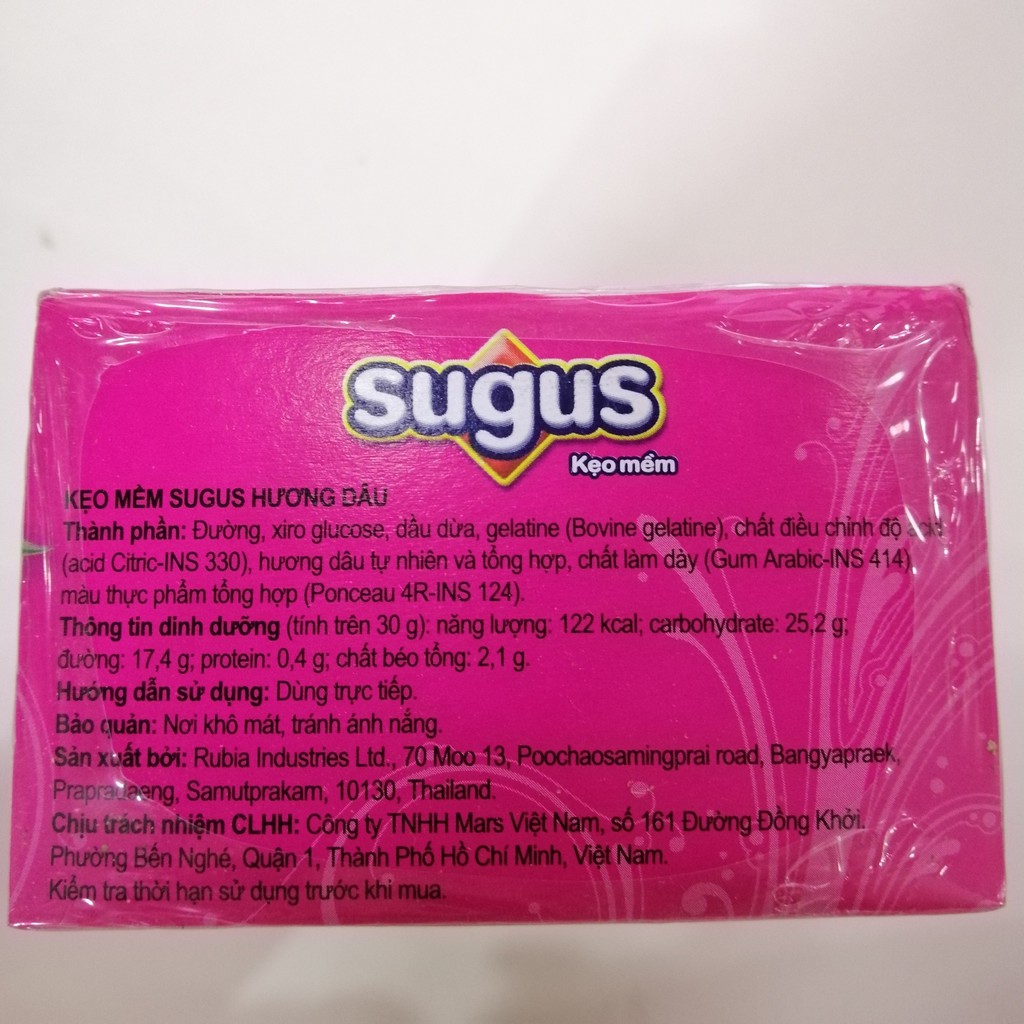 sugus
Kẹo mềm
KẸO MỀM SUGUS HƯƠNG DÂU
Thành phần: Đường, xiro glucose, dầu dừa, gelatine (Bovine gelatine), chất điều chỉnh độ acid
(acid Citric-INS 330), hương dâu tự nhiên và tổng hợp, chất làm dày (Gum Arabic-INS 414),
màu thực phẩm tổng hợp (Ponceau 4R-INS 124).
Thông tin dinh dưỡng (tính trên 30 g): năng lượng: 122 kcal; carbohydrate: 25,2 g;
đường: 17,4 g; protein: 0,4 g; chất béo tổng: 2,1 g.
Hướng dẫn sử dụng: Dùng trực tiếp.
Bảo quản: Nơi khô mát, tránh ánh nắng.
Sản xuất bởi: Rubia Industries Ltd., 70 Moo 13, Poochaosamingprai road, Bangyapraek,
Prapradaeng, Samutprakarn, 10130, Thailand.
Chịu trách nhiệm CLHH: Công ty TNHH Mars Việt Nam, số 161 Đường Đồng Khởi.
Phường Bến Nghé, Quận 1, Thành Phố Hồ Chí Minh, Việt Nam.
Kiểm tra thời hạn sử dụng trước khi mua.